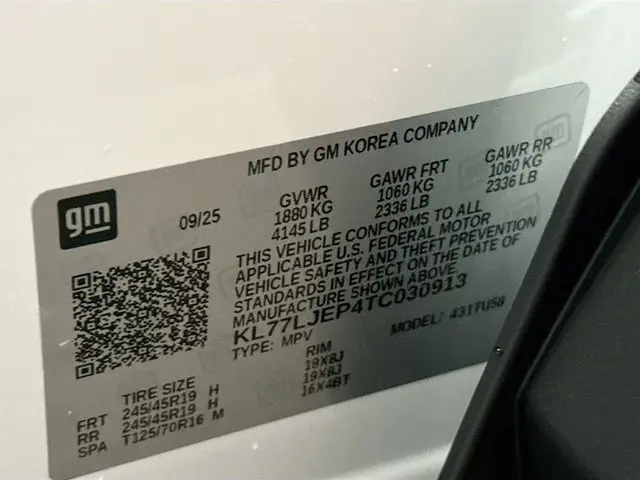 MFD BY GM KOREA COMPANY
gm
09/25
GVWR GAWR FRT GAWR RR
1880 KG 1060 KG 1060 KG
4145 LB 2336 LB 2336 LB
THIS VEHICLE CONFORMS TO ALL
APPLICABLE U.S. FEDERAL MOTOR
VEHICLE SAFETY AND THEFT PREVENTION
STANDARDS IN EFFECT ON THE DATE OF
MANUFACTURE SHOWN ABOVE.
KL77LJEP4TC030913
TYPE: MPV MODEL: 431TU58
TIRE SIZE RIM
FRT 245/45R19 H 19X8J
RR 245/45R19 H 19X8J
SPA T125/70R16 M 16X4BT